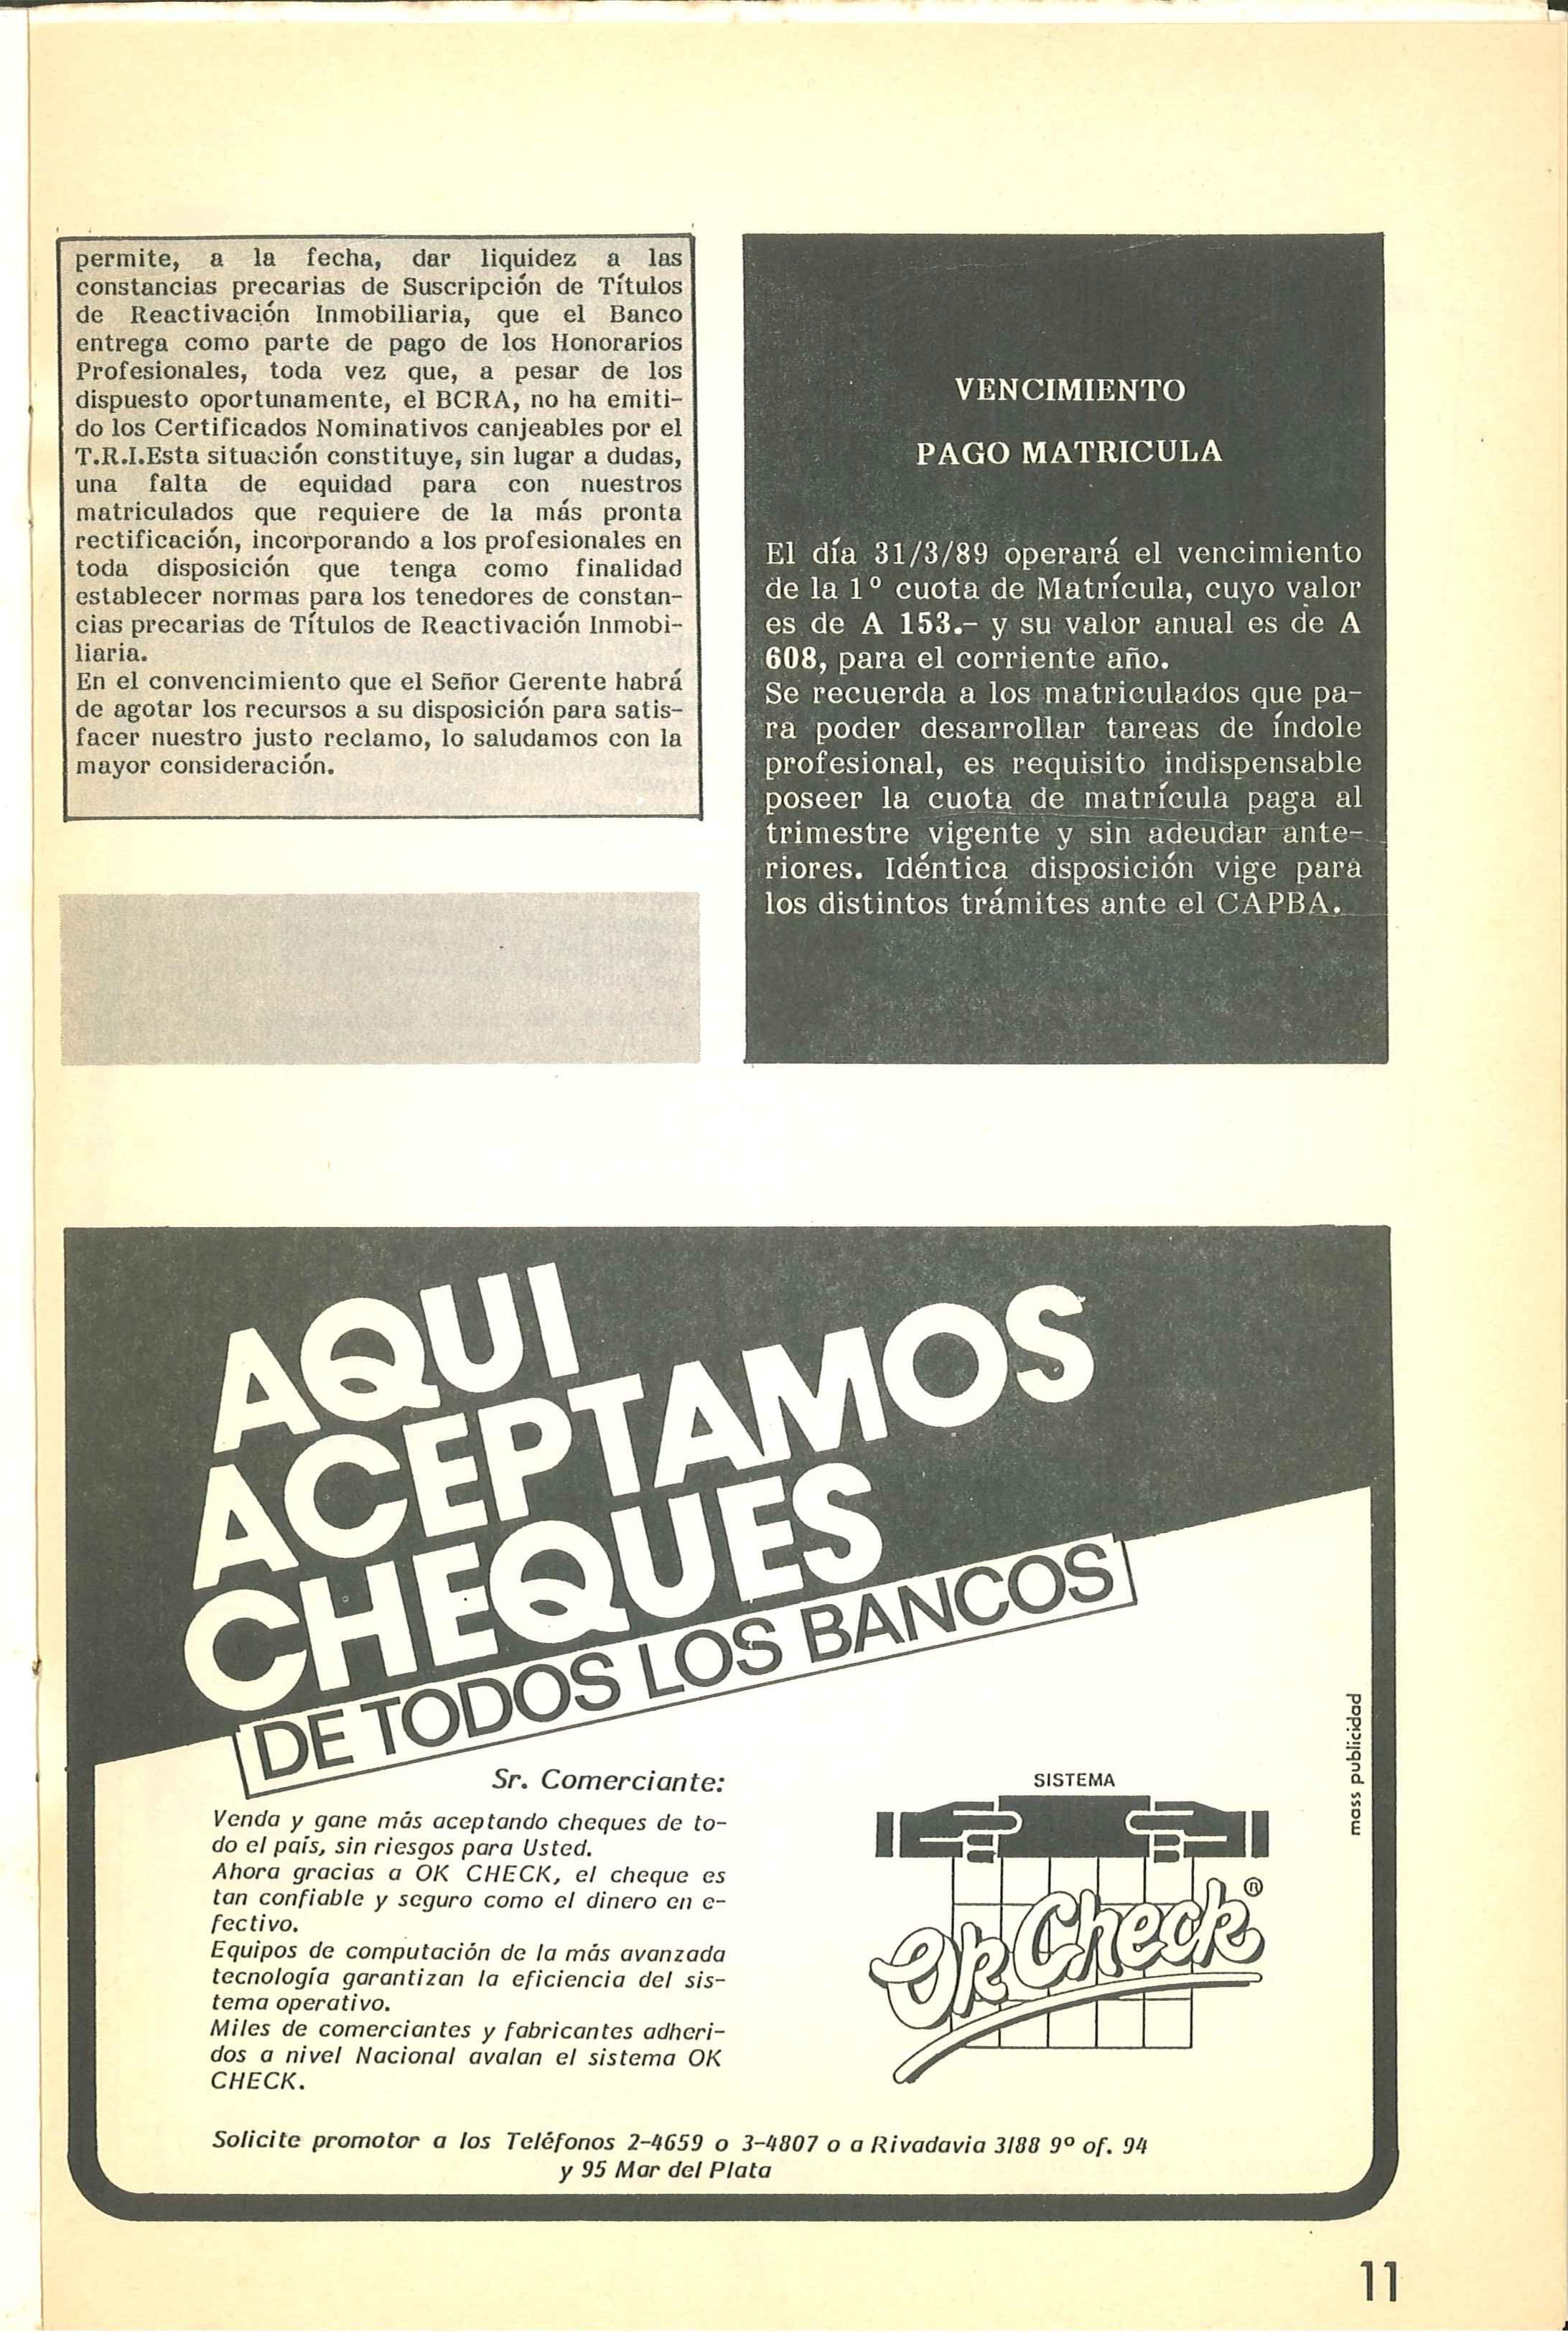 permite, a la fecha, dar liquidez a las
constancias precarias de Suscripción de Títulos
de Reactivación Inmobiliaria, que el Banco
entrega como parte de pago de los Honorarios
Profesionales, toda vez que, a pesar de los
dispuesto oportunamente, el BCRA, no ha emiti-
do los Certificados Nominativos canjeables por el
T.R.I.Esta situación constituye, sin lugar a dudas,
una falta de equidad para con nuestros
matriculados que requiere de la más pronta
rectificación, incorporando a los profesionales en
toda disposición que tenga como finalidad
establecer normas para los tenedores de constan-
cias precarias de Títulos de Reactivación Inmobi-
liaria.
En el convencimiento que el Señor Gerente habrá
de agotar los recursos a su disposición para satis-
facer nuestro justo reclamo, lo saludamos con la
mayor consideración.
VENCIMIENTO
PAGO MATRICULA
El día 31/3/89 operará el vencimiento
de la 1º cuota de Matrícula, cuyo valor
es de A 153.- y su valor anual es de A
608, para el corriente año.
Se recuerda a los matriculados que pa-
ra poder desarrollar tareas de índole
profesional, es requisito indispensable
poseer la cuota de matrícula paga al
trimestre vigente y sin adeudar ante-
riores. Idéntica disposición vige para
los distintos trámites ante el CAPBA.
AQUI
ACEPTAMOS
CHEQUES
DE TODOS LOS BANCOS
Sr. Comerciante:
Venda y gane más aceptando cheques de to-
do el país, sin riesgos para Usted.
Ahora gracias a OK CHECK, el cheque es
tan confiable y seguro como el dinero en e-
fectivo.
Equipos de computación de la más avanzada
tecnología garantizan la eficiencia del sis-
tema operativo.
Miles de comerciantes y fabricantes adheri-
dos a nivel Nacional avalan el sistema OK
CHECK.
SISTEMA
Ok Check®
mass publicidad
Solicite promotor a los Teléfonos 2-4659 o 3-4807 o a Rivadavia 3188 9º of. 94
y 95 Mar del Plata
11